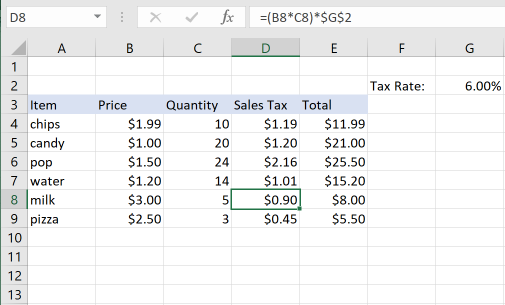 D8 fx =(B8*C8)*$G$2
A B C D E F G
1
2 Tax Rate: 6.00%
3 Item Price Quantity Sales Tax Total
4 chips $1.99 10 $1.19 $11.99
5 candy $1.00 20 $1.20 $21.00
6 pop $1.50 24 $2.16 $25.50
7 water $1.20 14 $1.01 $15.20
8 milk $3.00 5 $0.90 $8.00
9 pizza $2.50 3 $0.45 $5.50
10
11
12
13